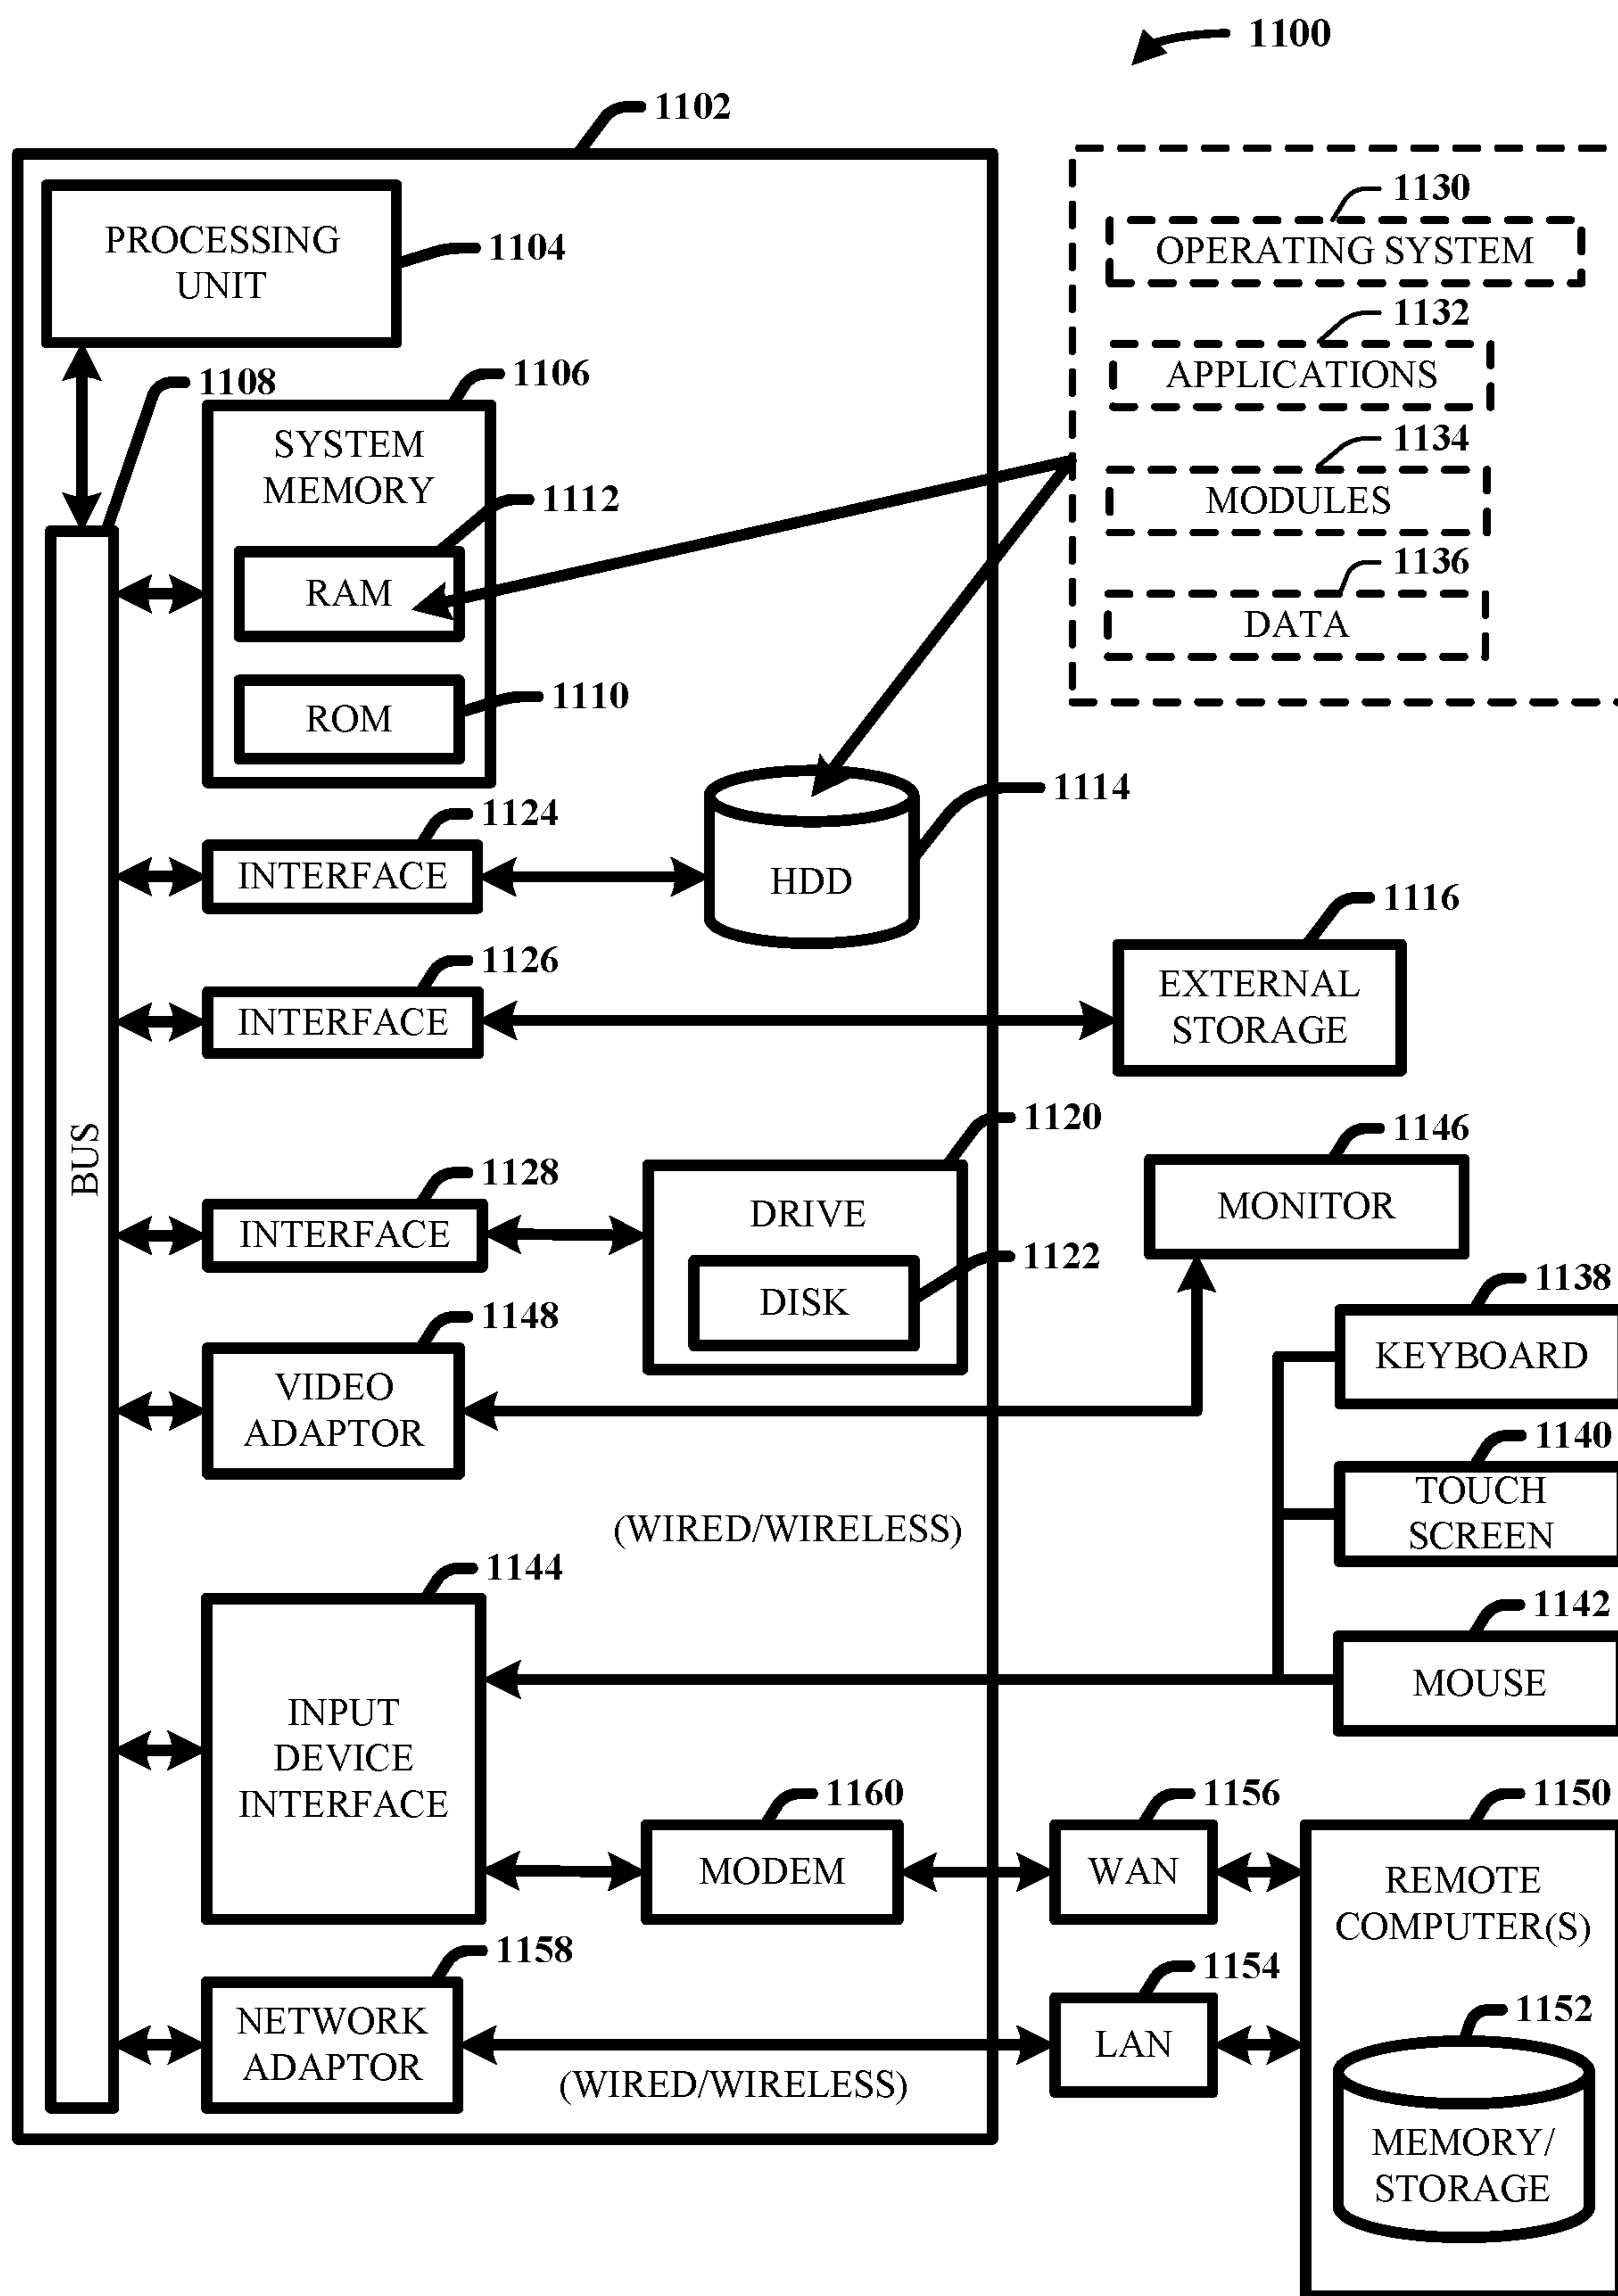 1100
1102
PROCESSING
UNIT
1104
1130
OPERATING SYSTEM
1132
APPLICATIONS
1134
MODULES
1136
DATA
1108
1106
SYSTEM
MEMORY
1112
RAM
1110
ROM
1114
HDD
1124
INTERFACE
1126
INTERFACE
1116
EXTERNAL
STORAGE
BUS
1128
INTERFACE
1120
DRIVE
1122
DISK
1146
MONITOR
1148
VIDEO
ADAPTOR
1138
KEYBOARD
1140
TOUCH
SCREEN
(WIRED/WIRELESS)
1142
MOUSE
1144
INPUT
DEVICE
INTERFACE
1160
MODEM
1156
WAN
1150
REMOTE
COMPUTER(S)
1158
NETWORK
ADAPTOR
(WIRED/WIRELESS)
1154
LAN
1152
MEMORY/
STORAGE